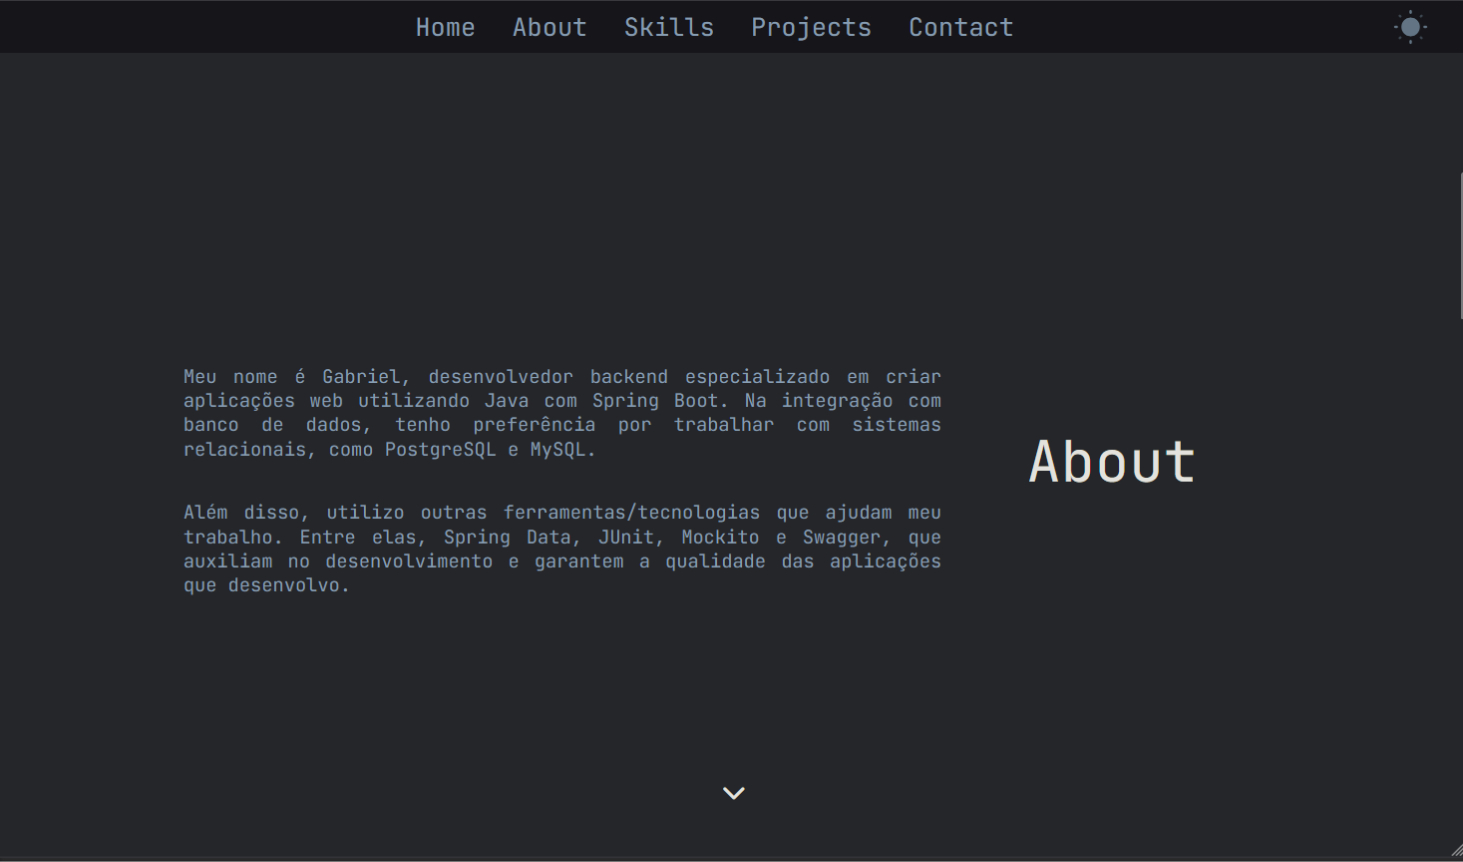 Home About Skills Projects Contact
Meu nome é Gabriel, desenvolvedor backend especializado em criar
aplicações web utilizando Java com Spring Boot. Na integração com
banco de dados, tenho preferência por trabalhar com sistemas
relacionais, como PostgreSQL e MySQL.
Além disso, utilizo outras ferramentas/tecnologias que ajudam meu
trabalho. Entre elas, Spring Data, JUnit, Mockito e Swagger, que
auxiliam no desenvolvimento e garantem a qualidade das aplicações
que desenvolvo.
About